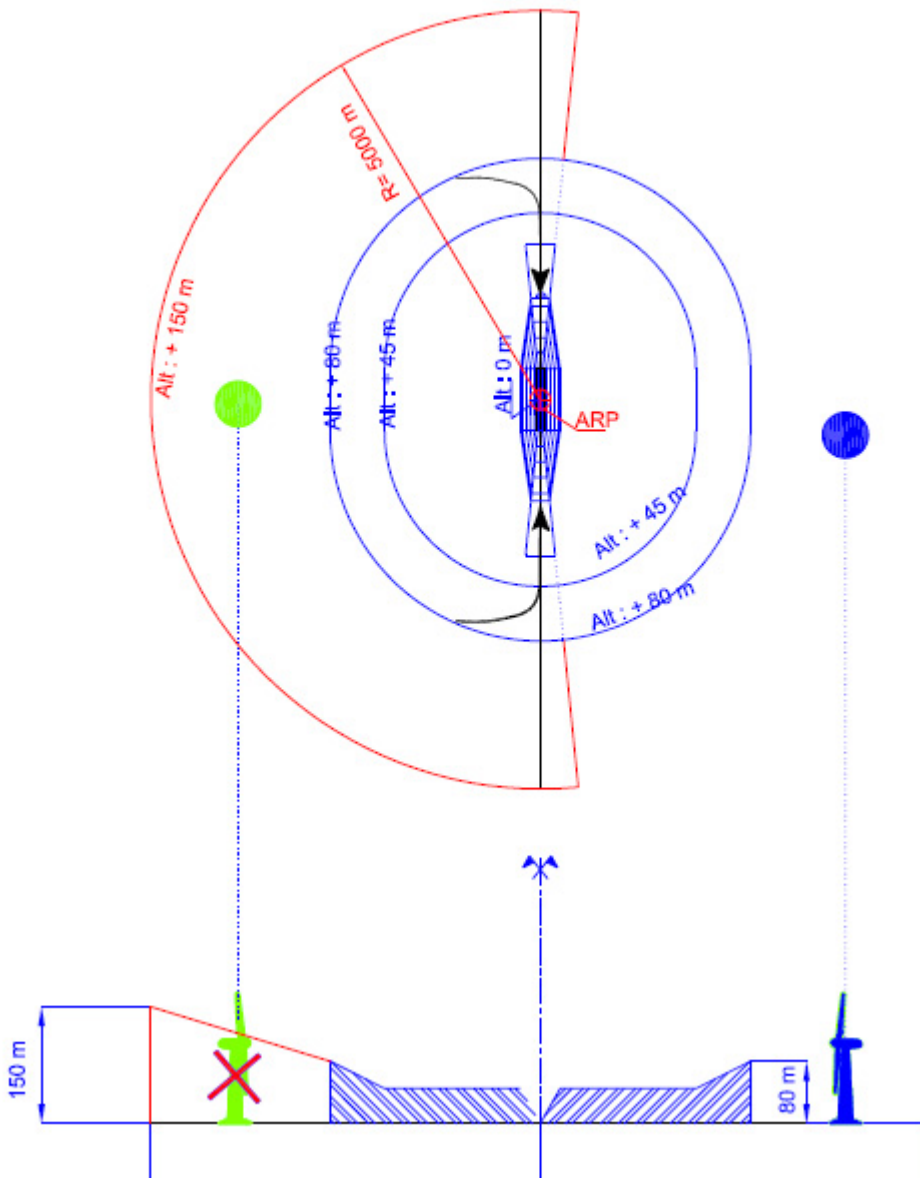 R= 5000 m
Alt : + 150 m
Alt : + 80 m
Alt : + 45 m
Alt : 0 m
ARP
Alt : + 45 m
Alt : + 80 m
150 m
80 m